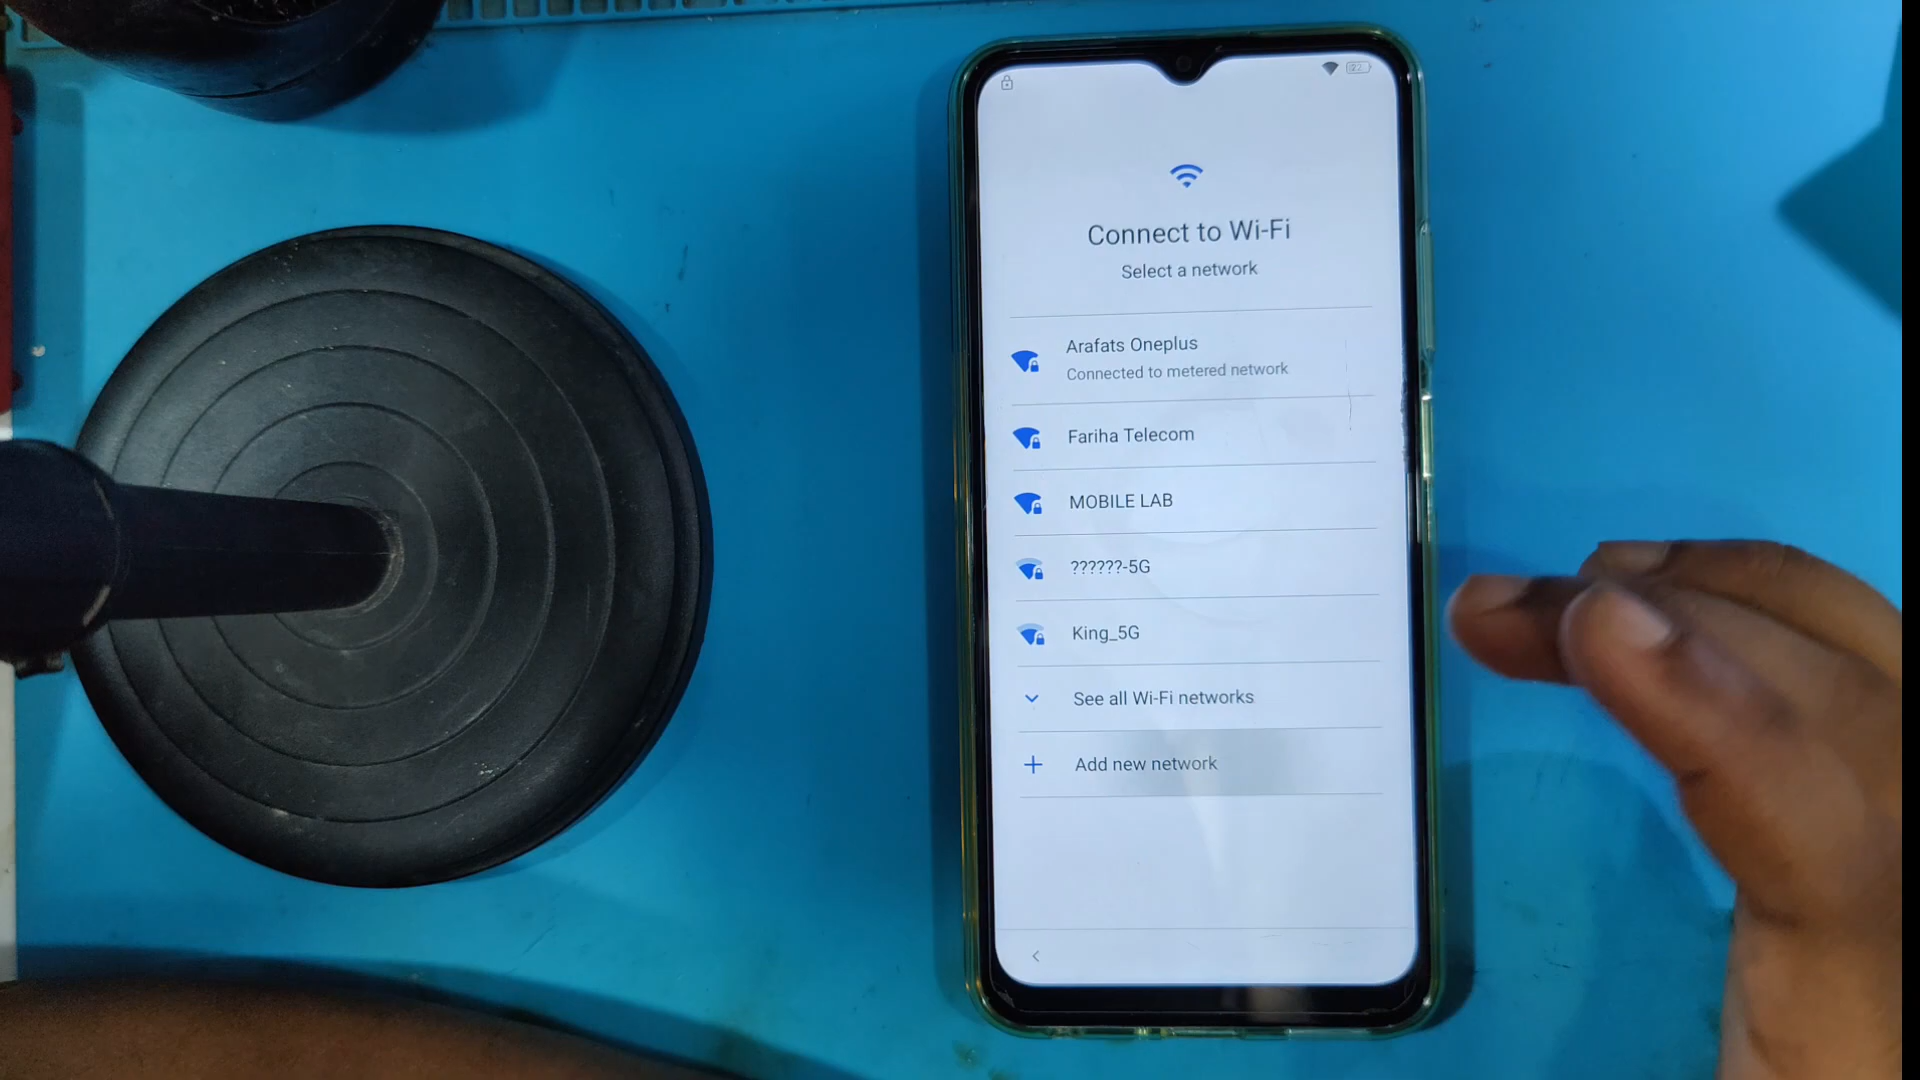 22
Connect to Wi-Fi
Select a network
Arafats Oneplus
Connected to metered network
Fariha Telecom
MOBILE LAB
??????-5G
King_5G
See all Wi-Fi networks
Add new network